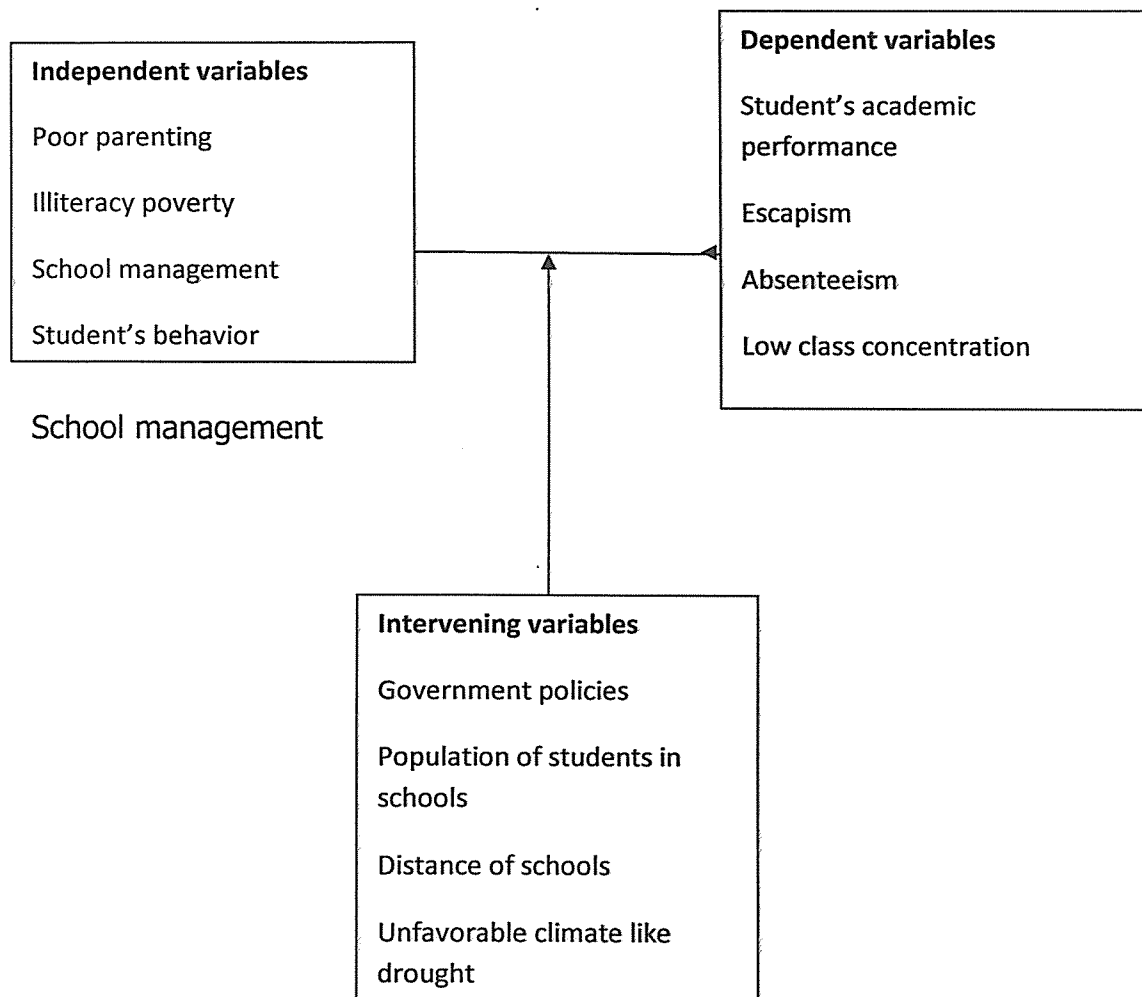 Independent variables
Poor parenting
Illiteracy poverty
School management
Student's behavior
School management
Dependent variables
Student's academic
performance
Escapism
Absenteeism
Low class concentration
Intervening variables
Government policies
Population of students in
schools
Distance of schools
Unfavorable climate like
drought